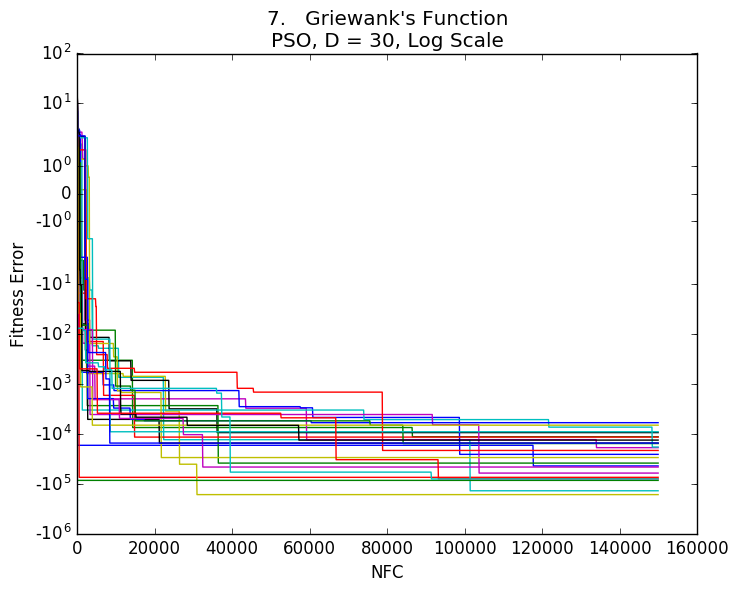 7.   Griewank's Function
PSO, D = 30, Log Scale
10^2
10^1
10^0
0
-10^0
-10^1
-10^2
-10^3
-10^4
-10^5
-10^6
Fitness Error
0 20000 40000 60000 80000 100000 120000 140000 160000
NFC